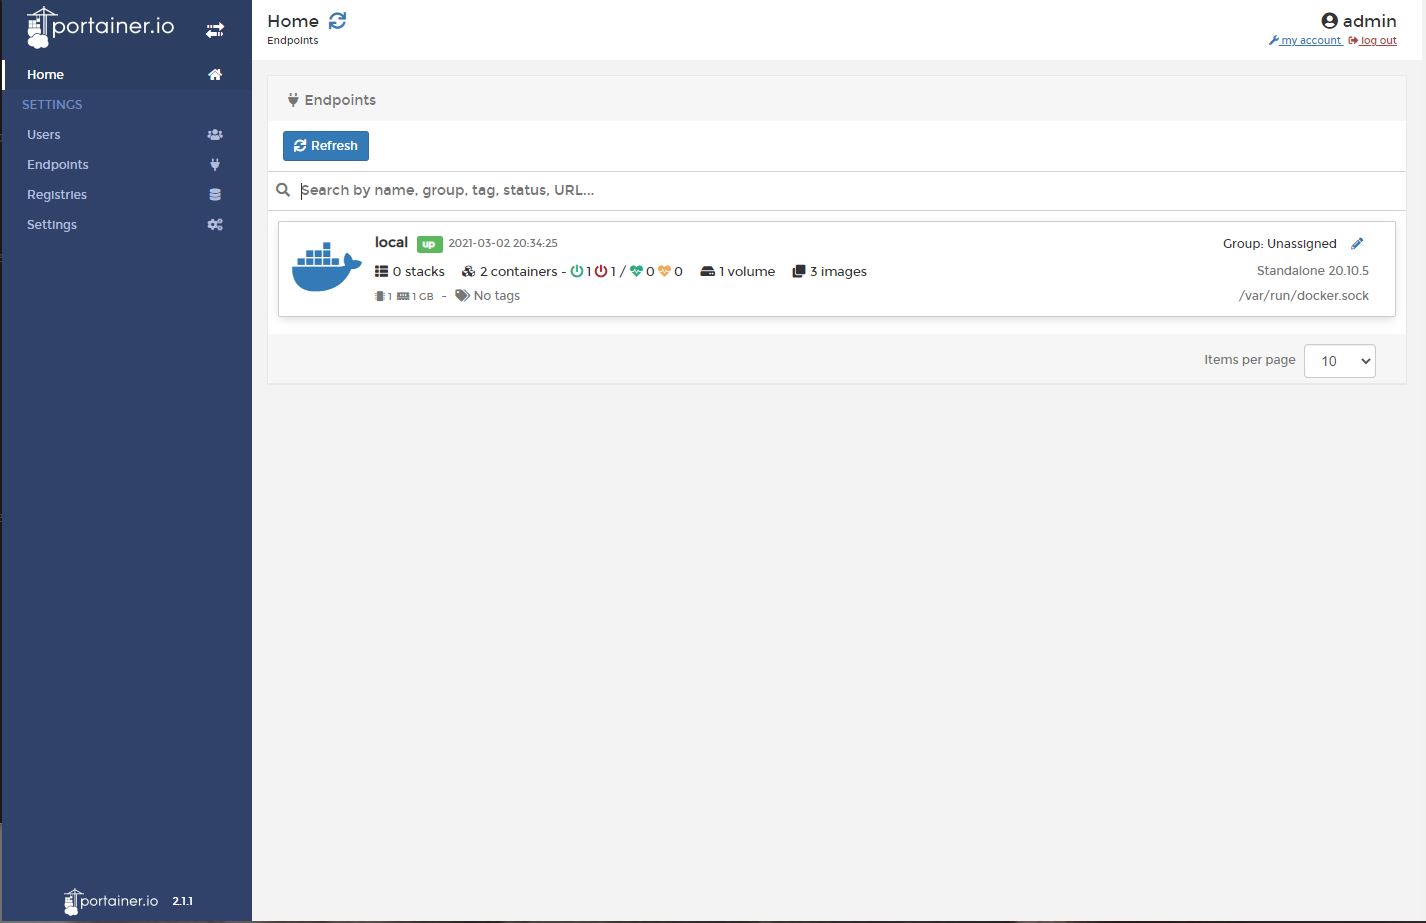 portainer.io
Home
SETTINGS
Users
Endpoints
Registries
Settings
portainer.io 2.1.1
Home
Endpoints
admin
my account log out
Endpoints
Refresh
Search by name, group, tag, status, URL...
local up 2021-03-02 20:34:25
Group: Unassigned
0 stacks 2 containers - 1 1 / 0 0 1 volume 3 images
Standalone 20.10.5
1 1 GB - No tags
/var/run/docker.sock
Items per page 10